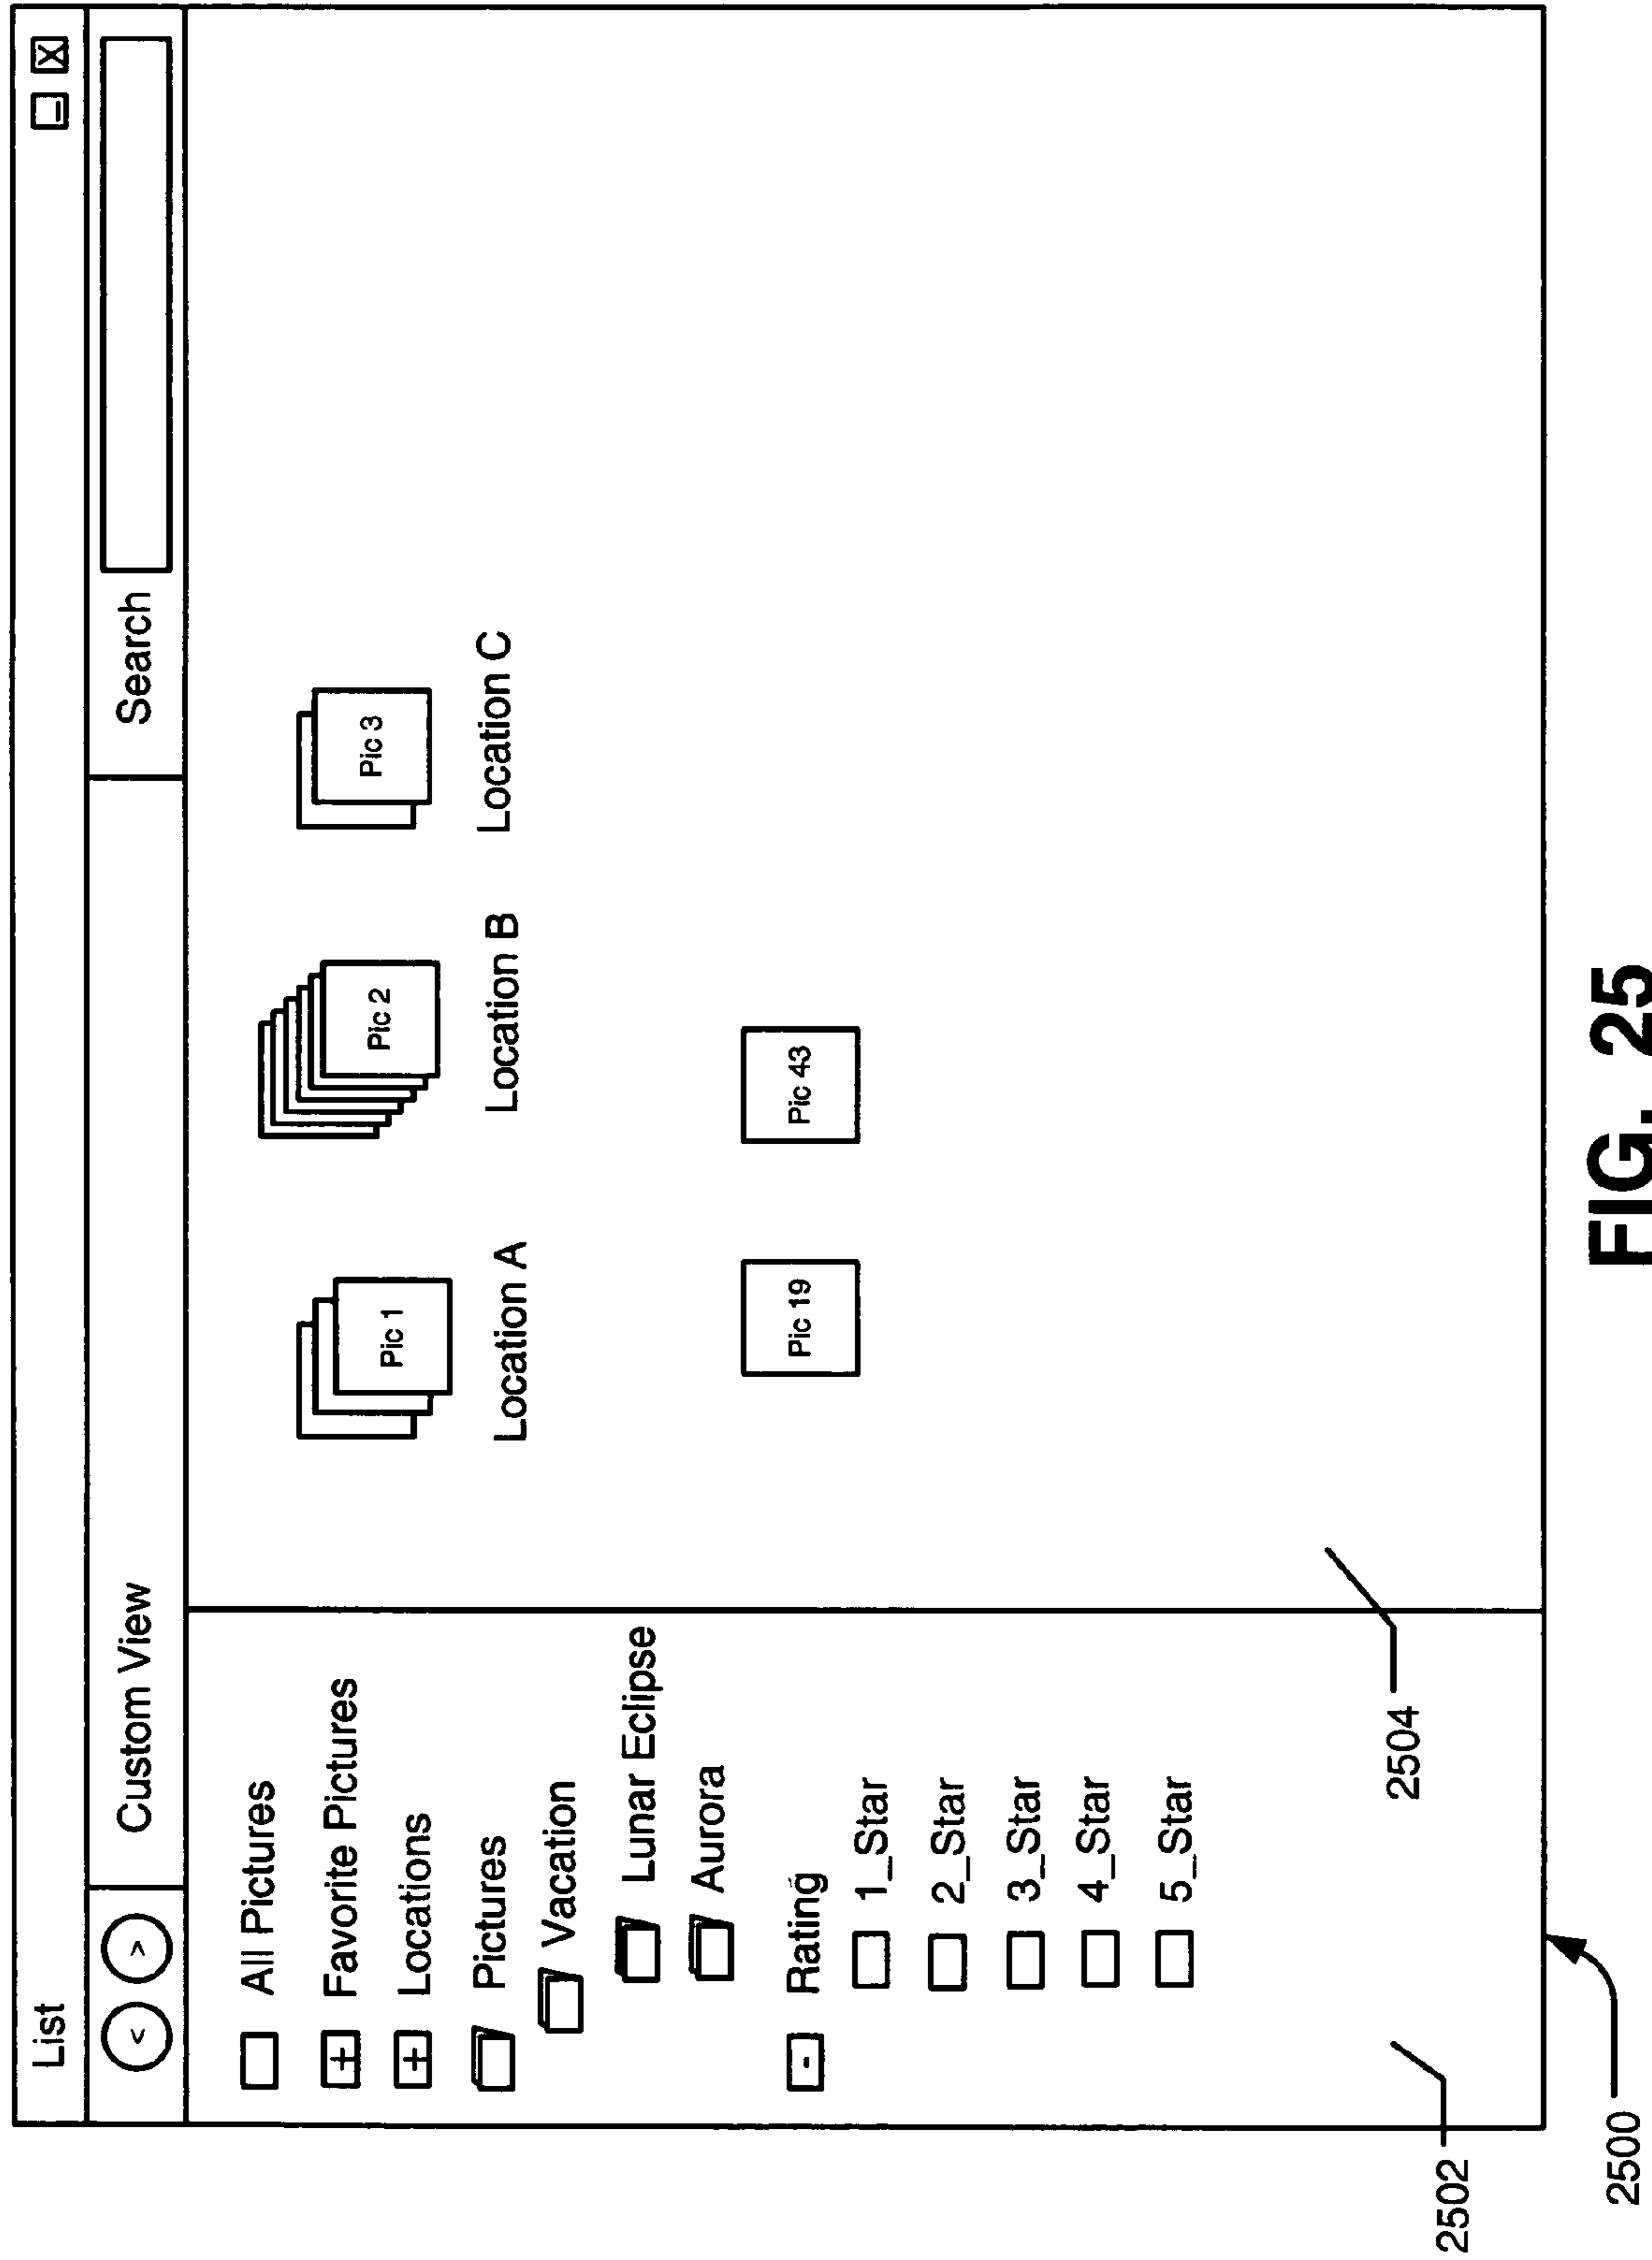 List
_ X
< >
Custom View
Search
All Pictures
+ Favorite Pictures
+ Locations
Pictures
Vacation
Lunar Eclipse
Aurora
- Rating
1_Star
2_Star
3_Star
4_Star
5_Star
Pic 1
Pic 2
Pic 3
Location A
Location B
Location C
Pic 19
Pic 43
2502
2504
2500
FIG. 25